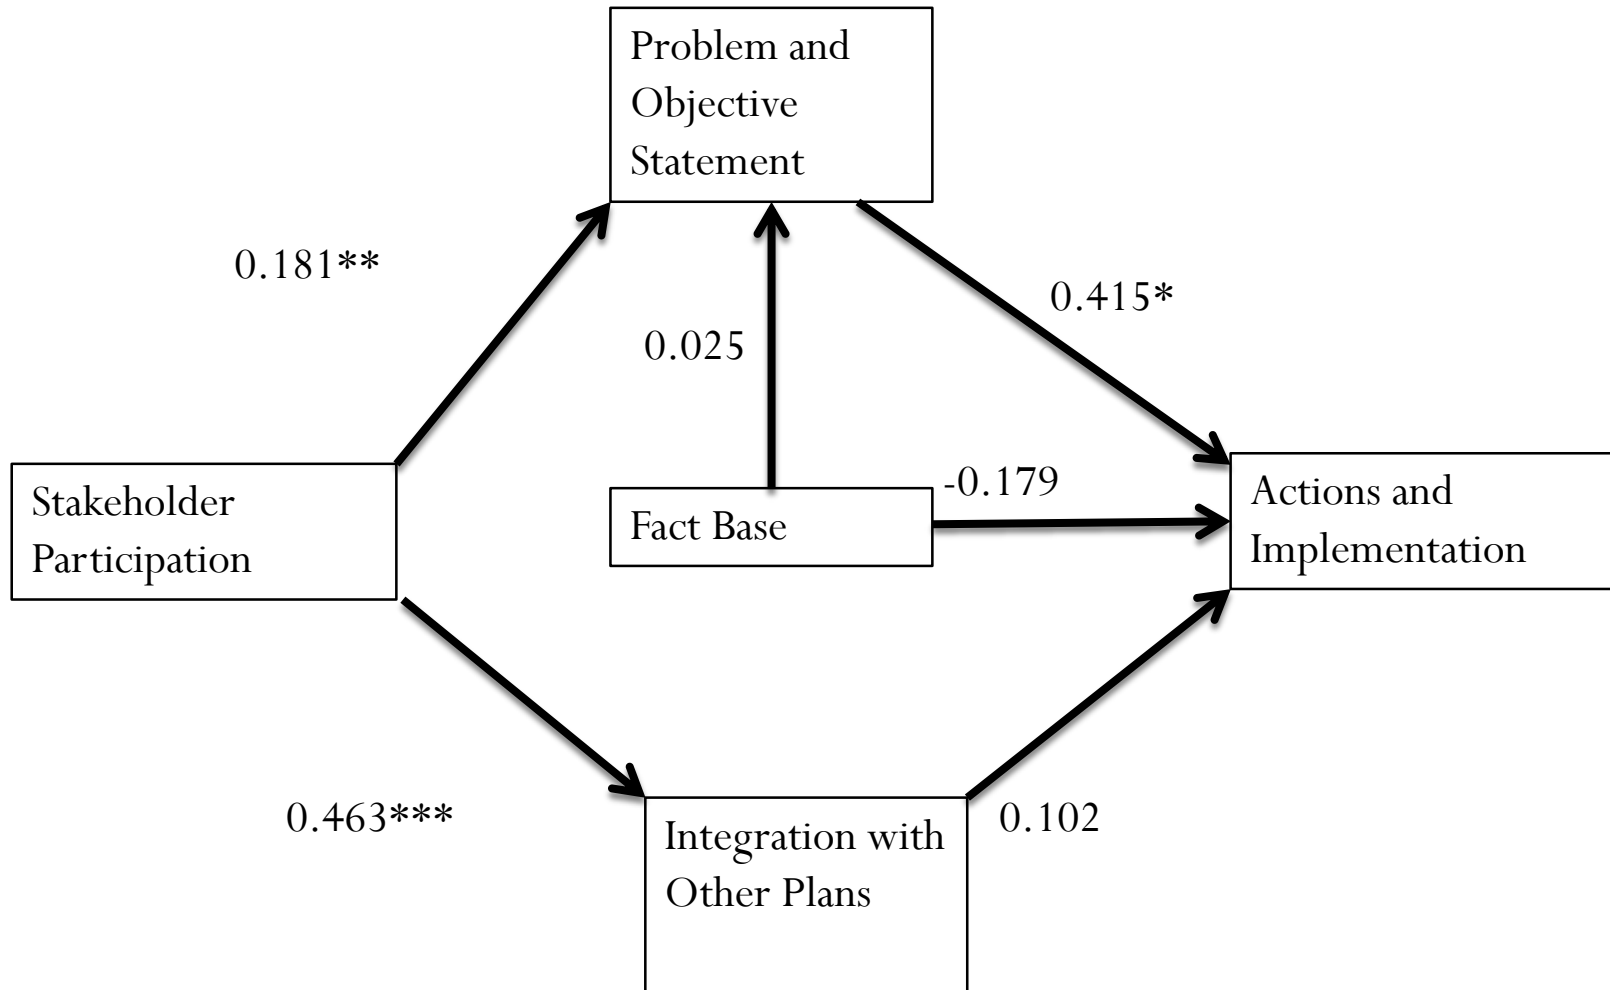 Problem and
Objective
Statement
0.181**
0.415*
0.025
Stakeholder
Participation
Fact Base
-0.179
Actions and
Implementation
0.463***
Integration with
Other Plans
0.102